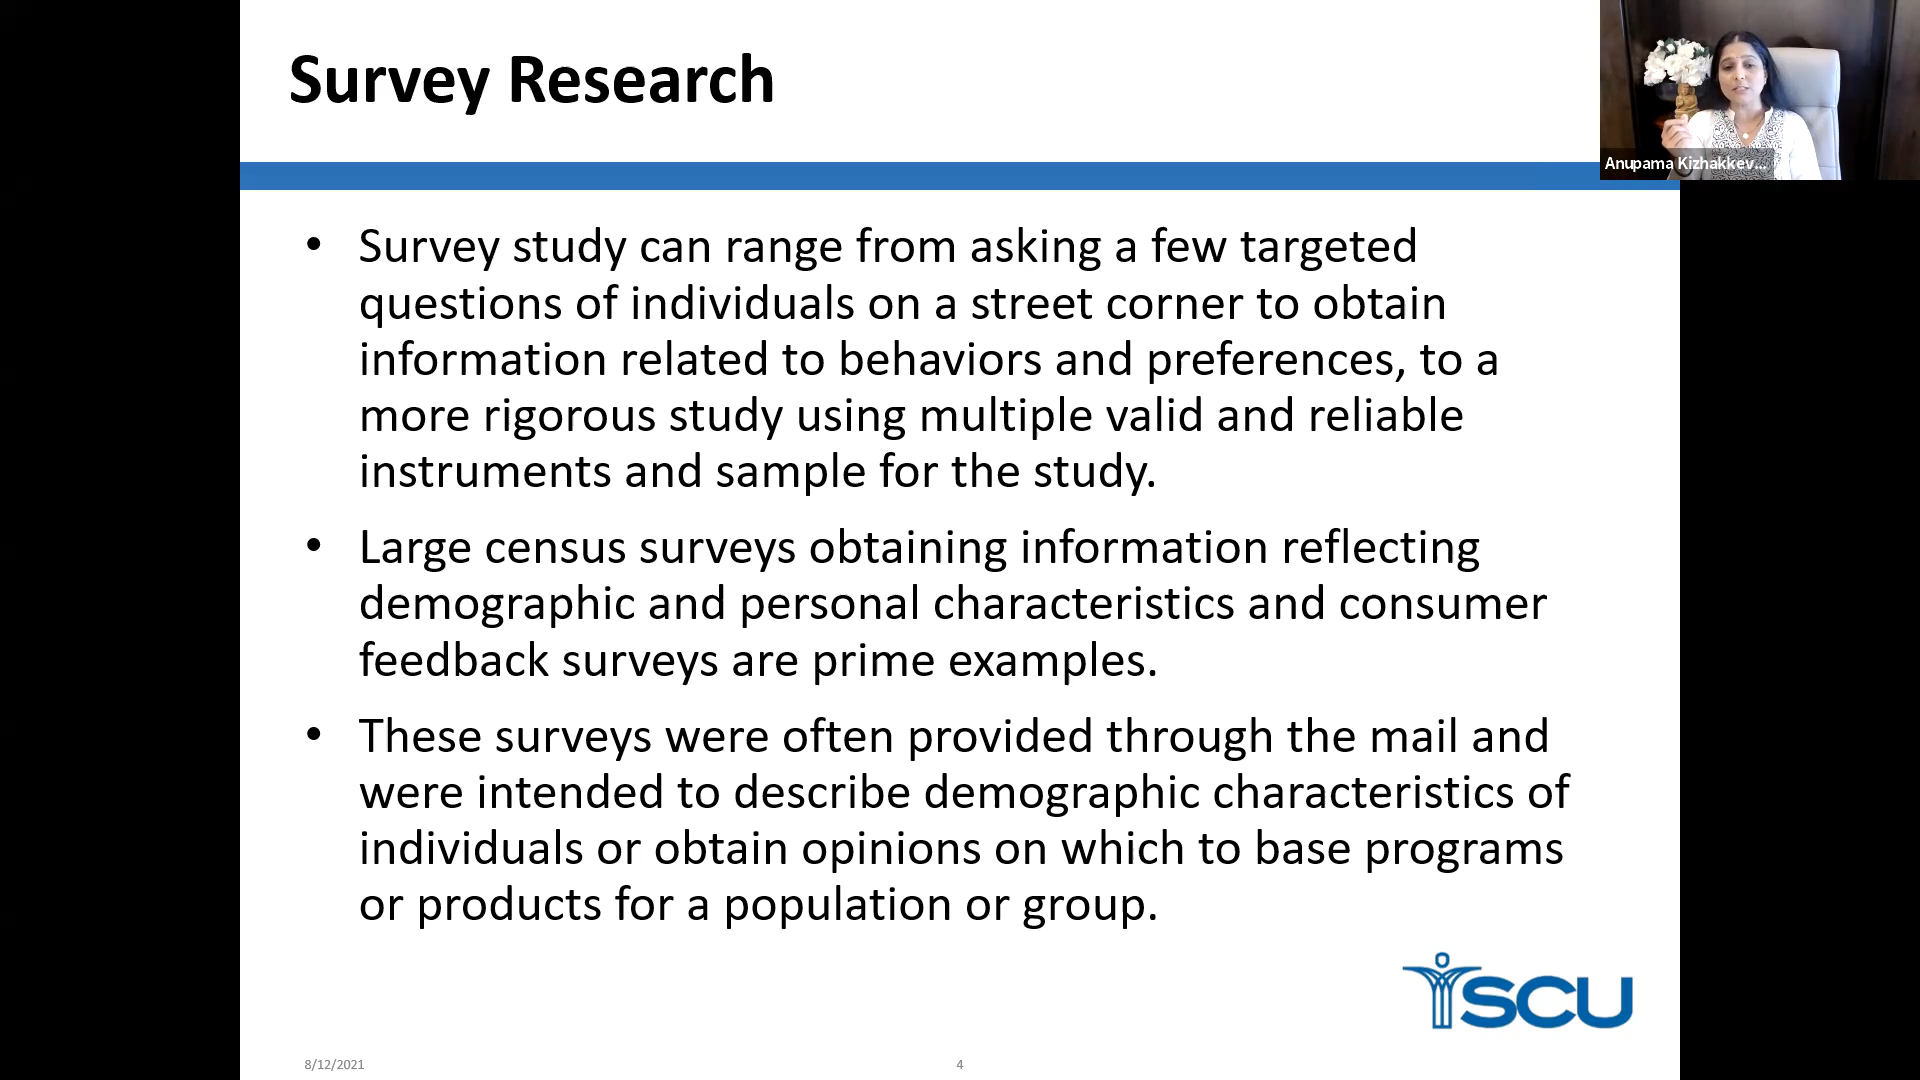 Survey Research
Anupama Kizhakkev...
• Survey study can range from asking a few targeted
questions of individuals on a street corner to obtain
information related to behaviors and preferences, to a
more rigorous study using multiple valid and reliable
instruments and sample for the study.
• Large census surveys obtaining information reflecting
demographic and personal characteristics and consumer
feedback surveys are prime examples.
• These surveys were often provided through the mail and
were intended to describe demographic characteristics of
individuals or obtain opinions on which to base programs
or products for a population or group.
SCU
8/12/2021
4